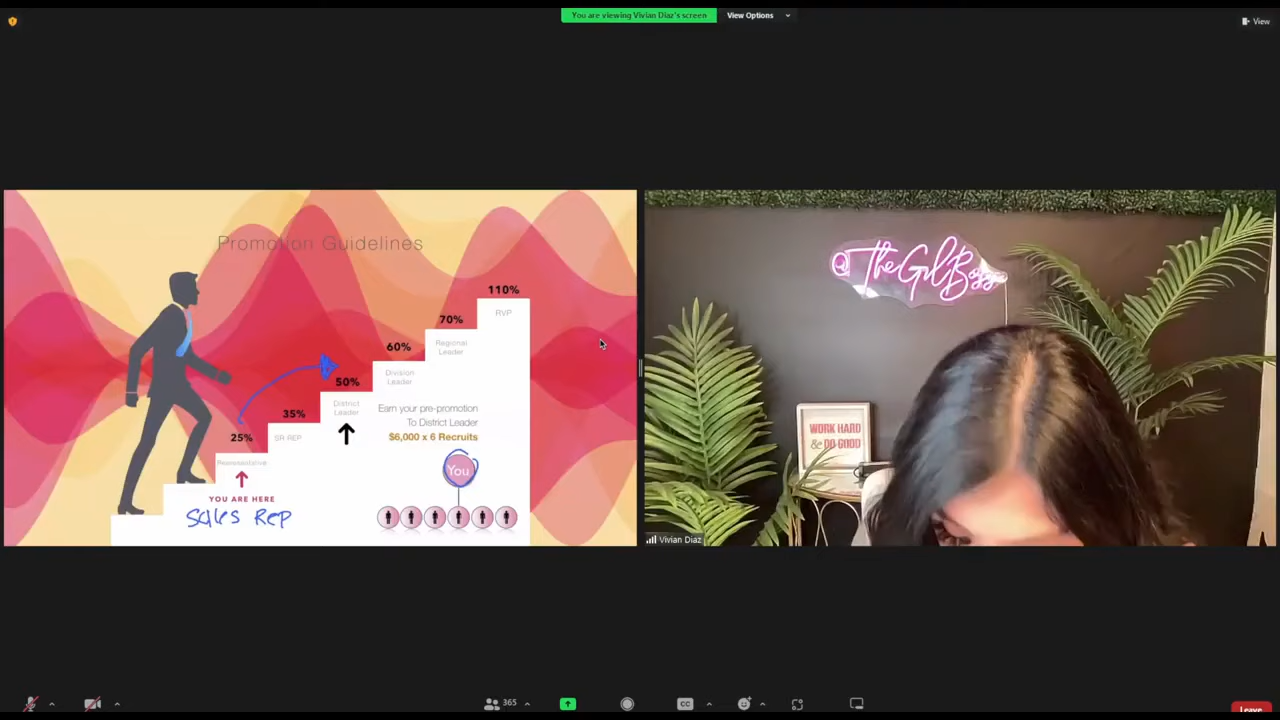 You are viewing Vivian Diaz's screen
View Options
View
Promotion Guidelines
110%
RVP
70%
Regional
Leader
60%
Division
Leader
50%
District
Leader
35%
SR REP
25%
Representative
YOU ARE HERE
Sales Rep
Earn your pre-promotion
To District Leader
$6,000 x 6 Recruits
You
@TheGrlBoss
WORK HARD
& DO GOOD
Vivian Diaz
365
CC
Leave